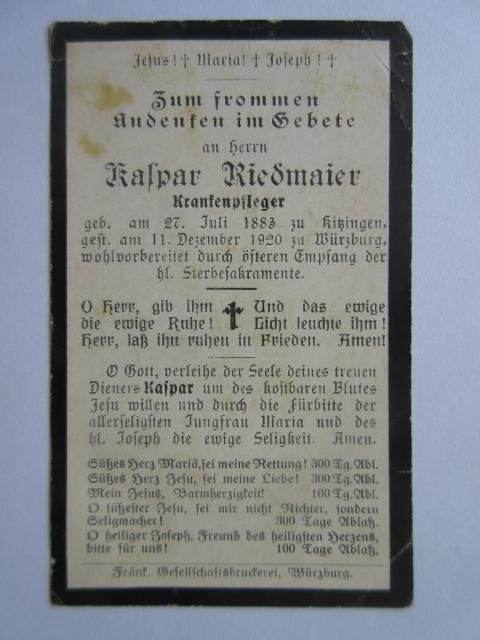 Jesus! ✝ Maria! ✝ Joseph! ✝
Zum frommen
Andenken im Gebete
an Herrn
Kaspar Riedmaier
Krankenpfleger
geb. am 27. Juli 1883 zu Kitzingen,
gest. am 11. Dezember 1920 zu Würzburg,
wohlvorbereitet durch öfteren Empfang der
hl. Sterbesakramente.
O Herr, gib ihm ✝ Und das ewige
die ewige Ruhe! Licht leuchte ihm!
Herr, laß ihn ruhen in Frieden. Amen!
O Gott, verleihe der Seele deines treuen
Dieners Kaspar um des kostbaren Blutes
Jesu willen und durch die Fürbitte der
allerseligsten Jungfrau Maria und des
hl. Joseph die ewige Seligkeit. Amen.
Süßes Herz Mariä, sei meine Rettung! 300 Tg. Abl.
Süßes Herz Jesu, sei meine Liebe! 300 Tg. Abl.
Mein Jesus, Barmherzigkeit! 100 Tg. Abl.
O süßester Jesu, sei mir nicht Richter, sondern
Seligmacher! 300 Tage Ablaß.
O heiliger Joseph, Freund des heiligsten Herzens,
bitte für uns! 100 Tage Ablaß.
Fränk. Gesellschaftsdruckerei, Würzburg.